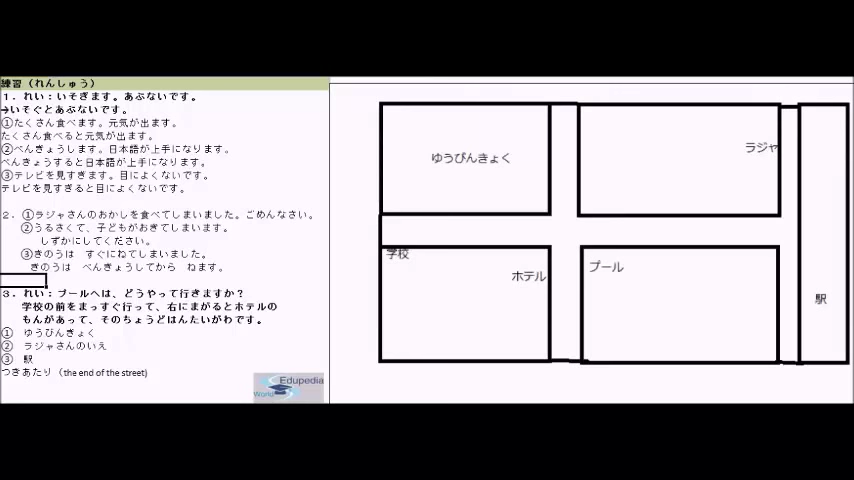 練習（れんしゅう）
１．れい：いそぎます。あぶないです。
→いそぐとあぶないです。
①たくさん食べます。元気が出ます。
たくさん食べると元気が出ます。
②べんきょうします。日本語が上手になります。
べんきょうすると日本語が上手になります。
③テレビを見すぎます。目によくないです。
テレビを見すぎると目によくないです。
２．①ラジャさんのおかしを食べてしまいました。ごめんなさい。
②うるさくて、子どもがおきてしまいます。
しずかにしてください。
③きのうは　すぐにねてしまいました。
きのうは　べんきょうしてから　ねます。
３．れい：プールへは、どうやって行きますか？
学校の前をまっすぐ行って、右にまがるとホテルの
もんがあって、そのちょうどはんたいがわです。
①　ゆうびんきょく
②　ラジャさんのいえ
③　駅
つきあたり（the end of the street)
Edupedia
World
ゆうびんきょく
ラジャ
学校
ホテル
プール
駅